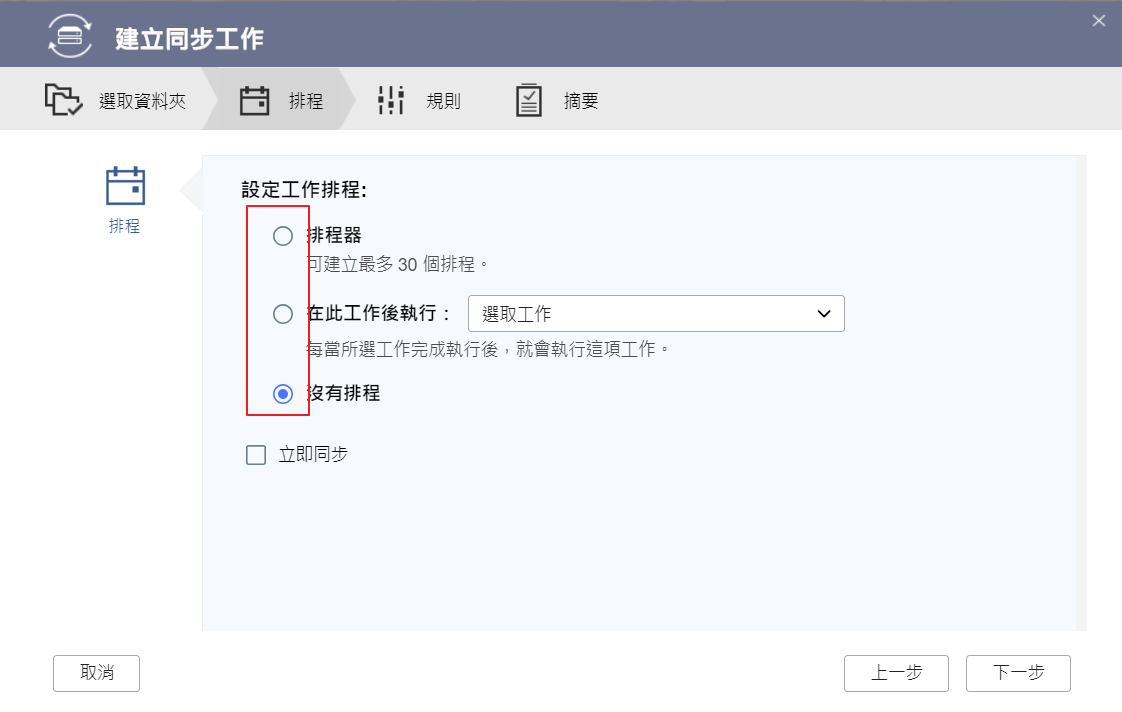 建立同步工作
選取資料夾 排程 規則 摘要
排程
設定工作排程:
排程器
可建立最多 30 個排程。
在此工作後執行： 選取工作
每當所選工作完成執行後，就會執行這項工作。
沒有排程
立即同步
取消 上一步 下一步